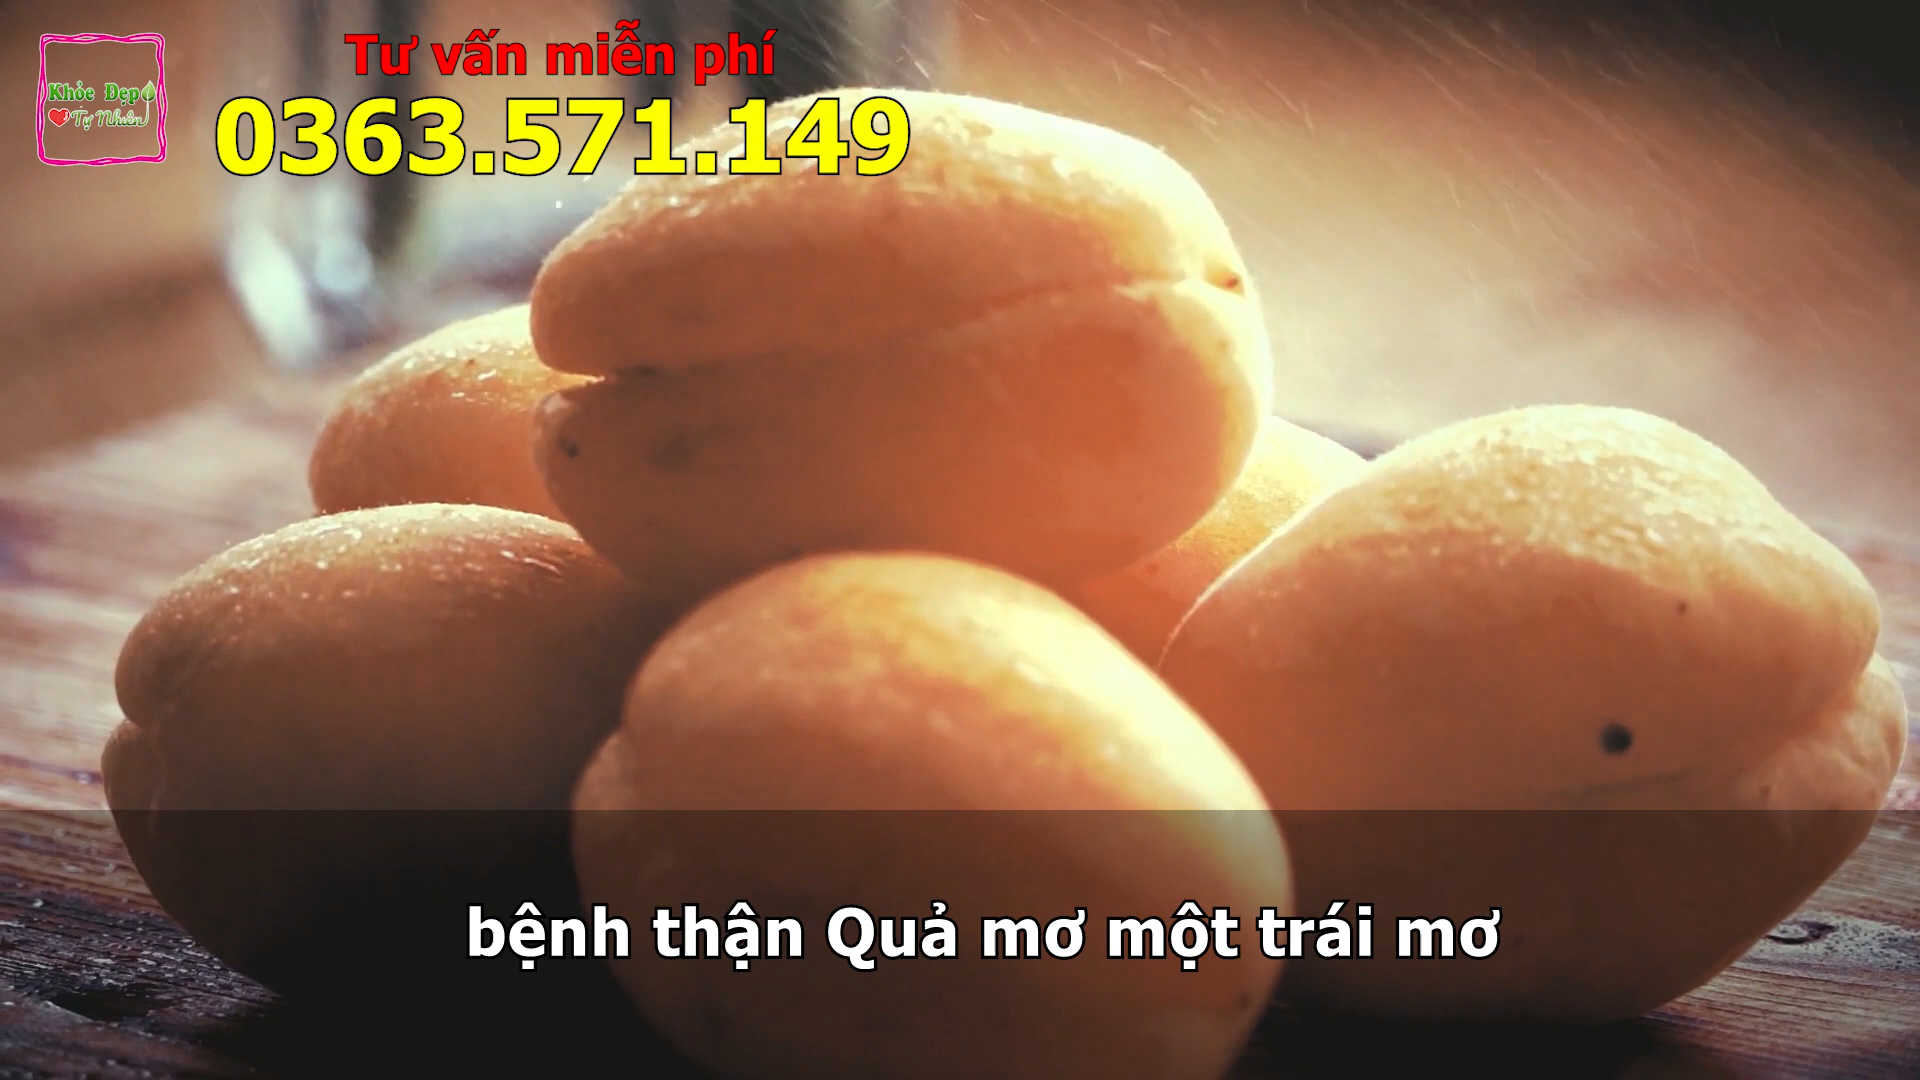 Khỏe Đẹp
Tự Nhiên
Tư vấn miễn phí
0363.571.149
bệnh thận Quả mơ một trái mơ